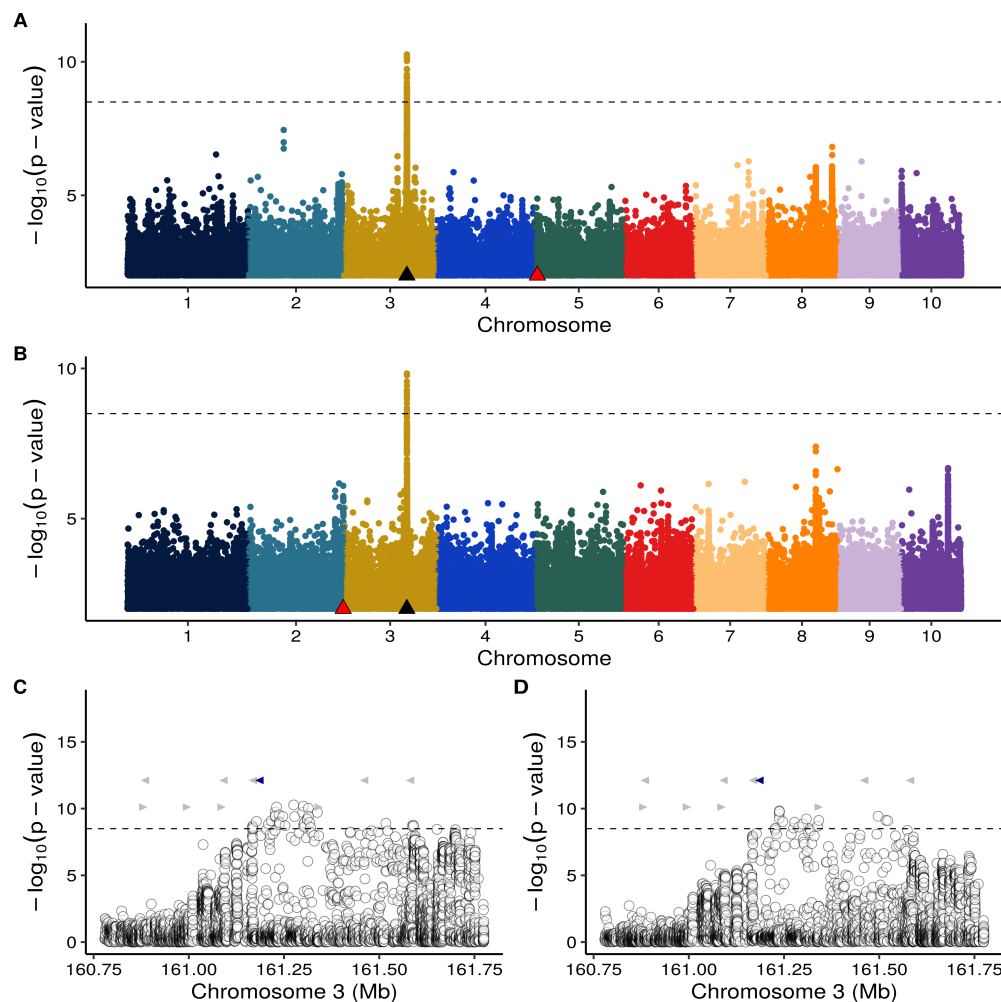 A
− log10(p − value)
10
5
1 2 3 4 5 6 7 8 9 10
Chromosome
B
− log10(p − value)
10
5
1 2 3 4 5 6 7 8 9 10
Chromosome
C
− log10(p − value)
15
10
5
0
160.75 161.00 161.25 161.50 161.75
Chromosome 3 (Mb)
D
− log10(p − value)
15
10
5
0
160.75 161.00 161.25 161.50 161.75
Chromosome 3 (Mb)